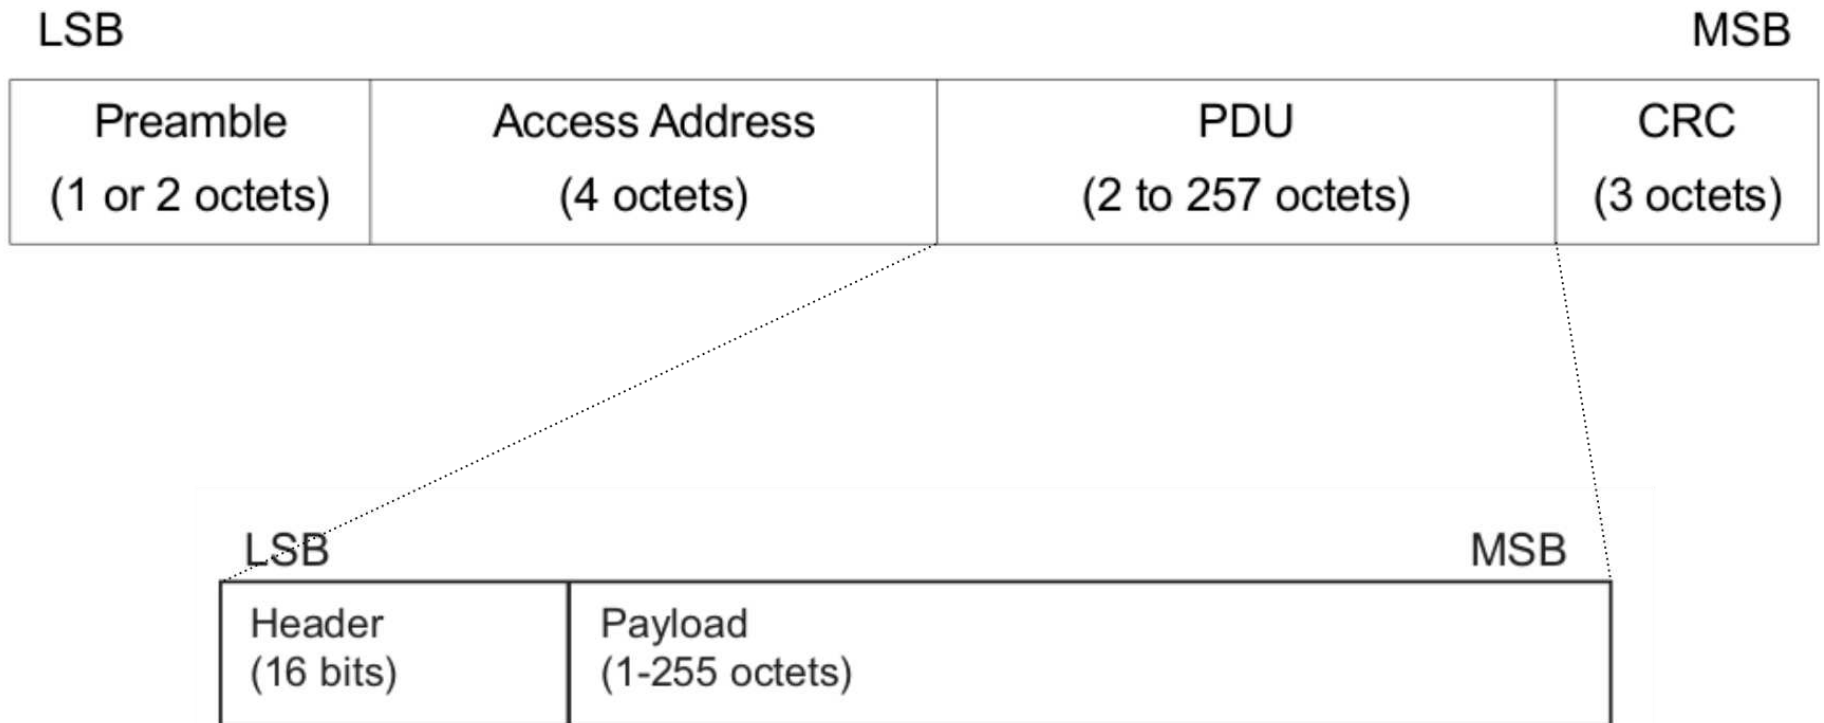 LSB MSB
Preamble Access Address PDU CRC
(1 or 2 octets) (4 octets) (2 to 257 octets) (3 octets)
LSB MSB
Header Payload
(16 bits) (1-255 octets)